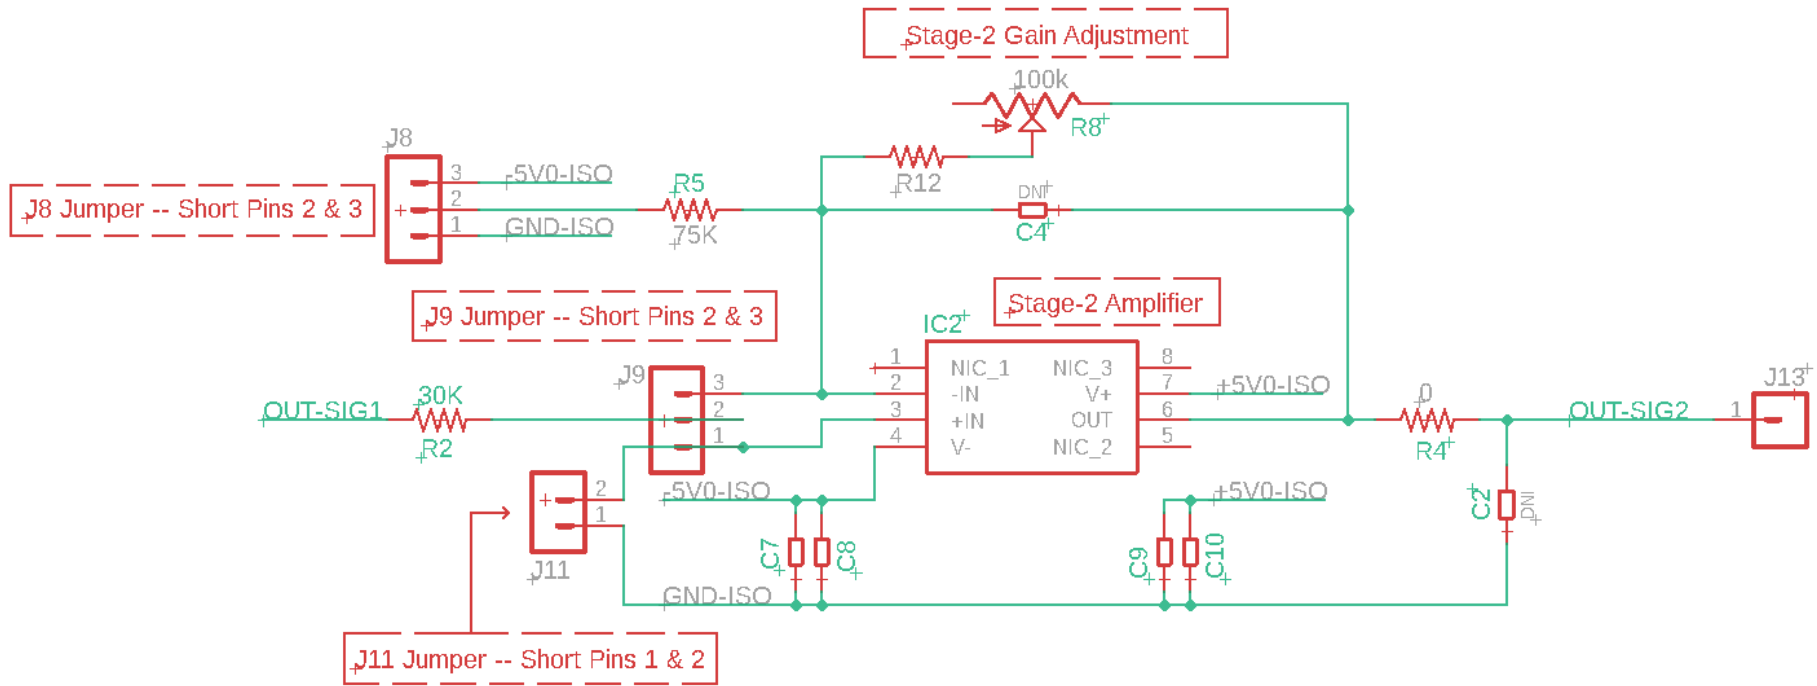 Stage-2 Gain Adjustment
100k
R8
J8
R12
3
-5V0-ISO
R5
DNI
J8 Jumper -- Short Pins 2 & 3
2
1
GND-ISO
75K
C4
J9 Jumper -- Short Pins 2 & 3
Stage-2 Amplifier
IC2
J9
1
NIC_1
NIC_3
8
J13
3
2
-IN
V+
7
+5V0-ISO
OUT-SIG1
30K
2
3
+IN
OUT
6
0
OUT-SIG2
1
R2
1
4
V-
NIC_2
5
R4
2
-5V0-ISO
+5V0-ISO
C2
DNI
1
J11
C7
C8
C9
C10
GND-ISO
J11 Jumper -- Short Pins 1 & 2